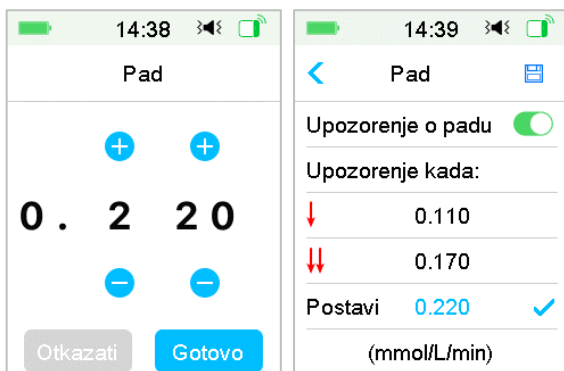 14:38
Pad
0. 2 20
Otkazati Gotovo
14:39
Pad
Upozorenje o padu
Upozorenje kada:
0.110
0.170
Postavi 0.220
(mmol/L/min)